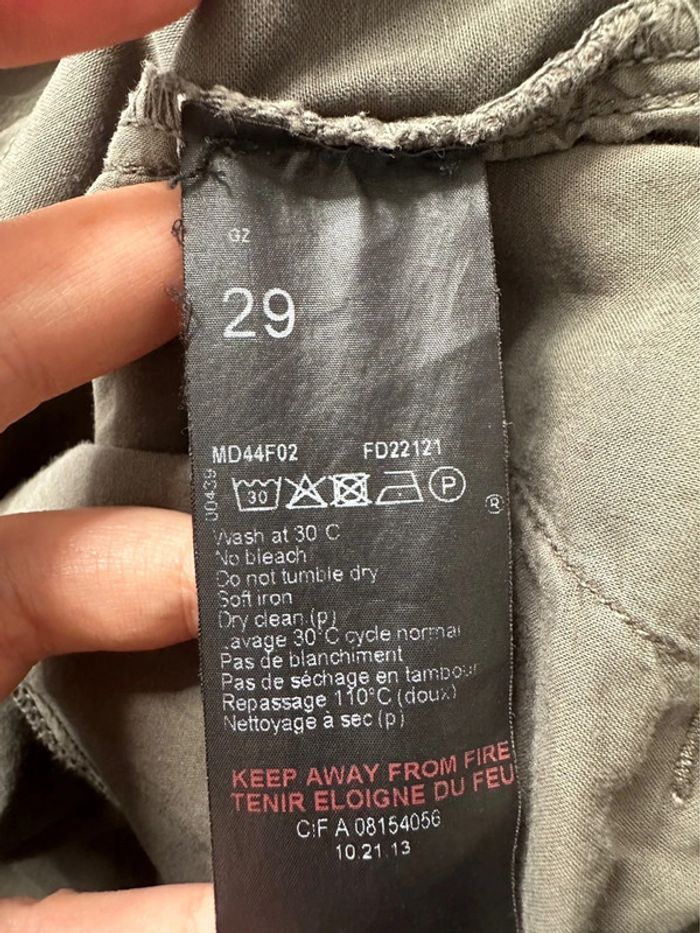 GZ
29
MD44F02 FD22121
00439
30 P
®
Wash at 30 C
No bleach
Do not tumble dry
Soft iron
Dry clean (p)
Lavage 30°C cycle normal
Pas de blanchiment
Pas de séchage en tambour
Repassage 110°C (doux)
Nettoyage à sec (p)
KEEP AWAY FROM FIRE
TENIR ELOIGNE DU FEU
C:F A 08154056
10.21.13